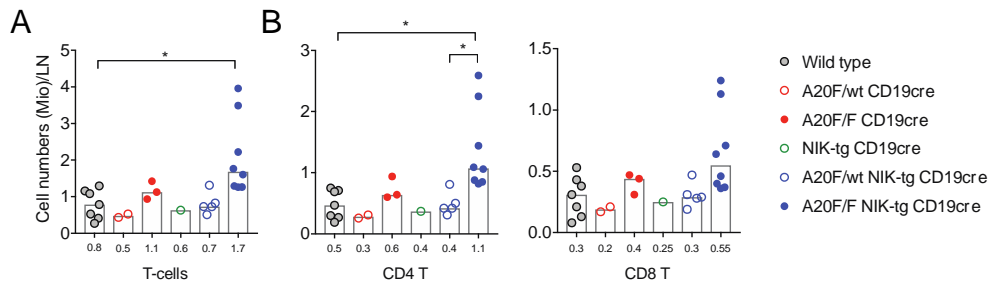 A
B
*
*
*
Cell numbers (Mio)/LN
5
4
3
2
1
0
0.8 0.5 1.1 0.6 0.7 1.7
T-cells
3
2
1
0
0.5 0.3 0.6 0.4 0.4 1.1
CD4 T
1.5
1.0
0.5
0.0
0.3 0.2 0.4 0.25 0.3 0.55
CD8 T
Wild type
A20F/wt CD19cre
A20F/F CD19cre
NIK-tg CD19cre
A20F/wt NIK-tg CD19cre
A20F/F NIK-tg CD19cre